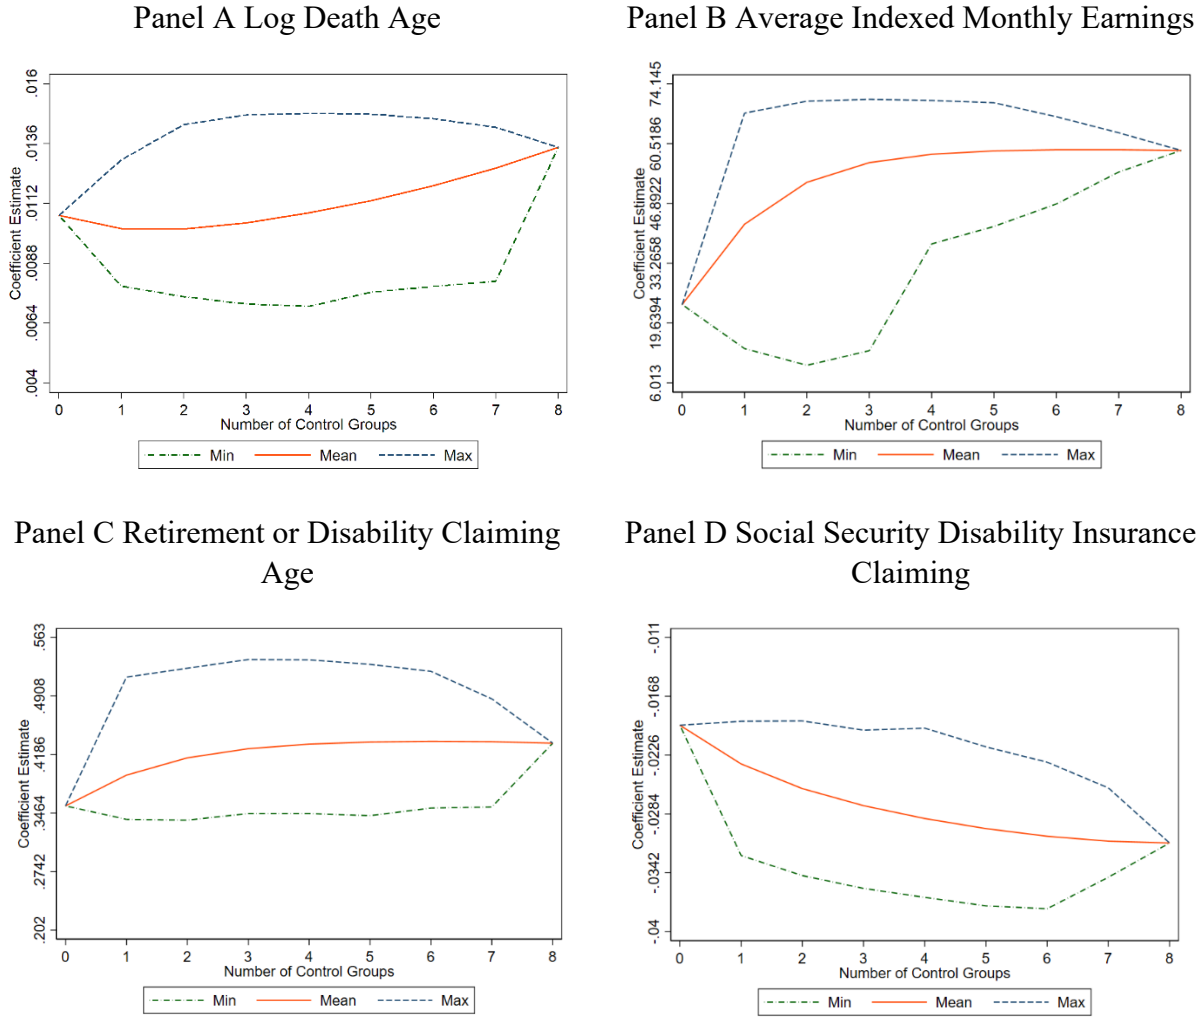 Panel A Log Death Age
Coefficient Estimate
.016
.0136
.0112
.0088
.0064
.004
0 1 2 3 4 5 6 7 8
Number of Control Groups
Min Mean Max
Panel B Average Indexed Monthly Earnings
Coefficient Estimate
74.145
60.5186
46.8922
33.2658
19.6394
6.013
0 1 2 3 4 5 6 7 8
Number of Control Groups
Min Mean Max
Panel C Retirement or Disability Claiming
Age
Coefficient Estimate
.563
.4908
.4186
.3464
.2742
.202
0 1 2 3 4 5 6 7 8
Number of Control Groups
Min Mean Max
Panel D Social Security Disability Insurance
Claiming
Coefficient Estimate
-.011
-.0168
-.0226
-.0284
-.0342
-.04
0 1 2 3 4 5 6 7 8
Number of Control Groups
Min Mean Max